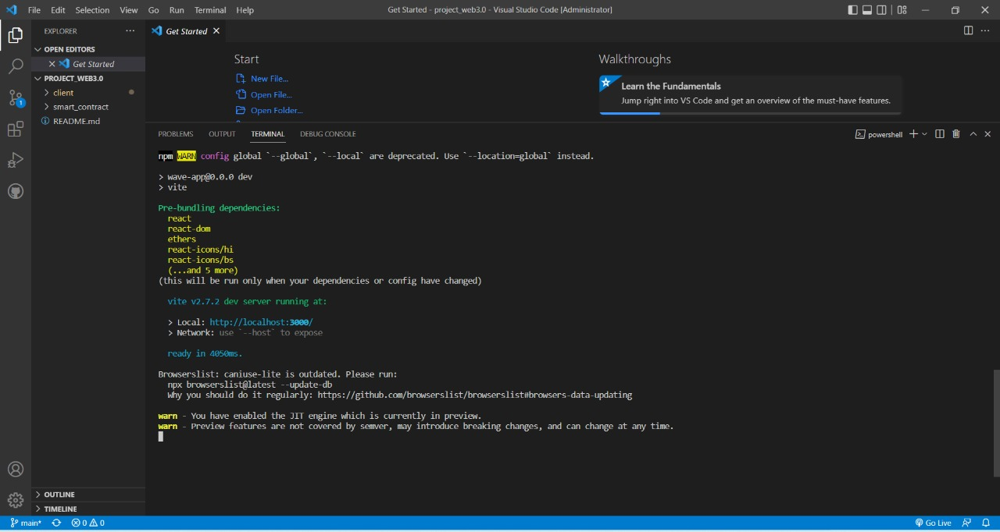 File Edit Selection View Go Run Terminal Help
Get Started - project_web3.0 - Visual Studio Code [Administrator]
EXPLORER
Get Started
OPEN EDITORS
Get Started
PROJECT_WEB3.0
client
smart_contract
README.md
1
OUTLINE
TIMELINE
Start
New File...
Open File...
Open Folder...
Walkthroughs
Learn the Fundamentals
Jump right into VS Code and get an overview of the must-have features.
PROBLEMS OUTPUT TERMINAL DEBUG CONSOLE
powershell
npm WARN config global `--global`, `--local` are deprecated. Use `--location=global` instead.
> wave-app@0.0.0 dev
> vite
Pre-bundling dependencies:
react
react-dom
ethers
react-icons/hi
react-icons/bs
(...and 5 more)
(this will be run only when your dependencies or config have changed)
vite v2.7.2 dev server running at:
> Local: http://localhost:3000/
> Network: use `--host` to expose
ready in 4050ms.
Browserslist: caniuse-lite is outdated. Please run:
npx browserslist@latest --update-db
Why you should do it regularly: https://github.com/browserslist/browserslist#browsers-data-updating
warn - You have enabled the JIT engine which is currently in preview.
warn - Preview features are not covered by semver, may introduce breaking changes, and can change at any time.
main* 0 0
Go Live